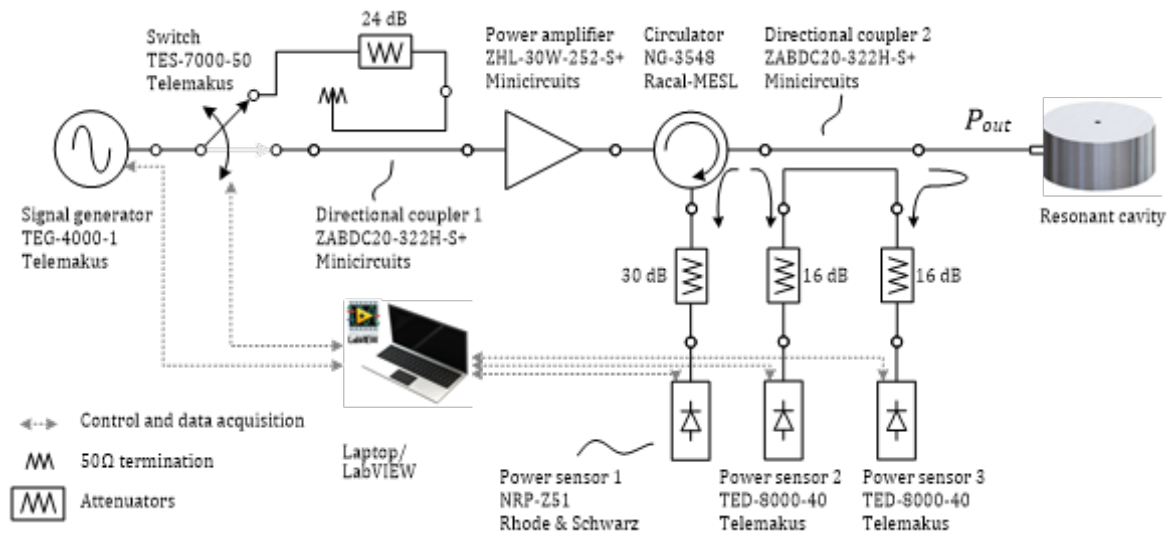 24 dB
Switch
TES-7000-50
Telemakus
Power amplifier
ZHL-30W-252-S+
Minicircuits
Circulator
NG-3548
Racal-MESL
Directional coupler 2
ZABDC20-322H-S+
Minicircuits
Pout
Signal generator
TEG-4000-1
Telemakus
Directional coupler 1
ZABDC20-322H-S+
Minicircuits
Resonant cavity
30 dB
16 dB
16 dB
LabVIEW
Control and data acquisition
50Ω termination
Attenuators
Laptop/
LabVIEW
Power sensor 1
NRP-Z51
Rhode & Schwarz
Power sensor 2
TED-8000-40
Telemakus
Power sensor 3
TED-8000-40
Telemakus